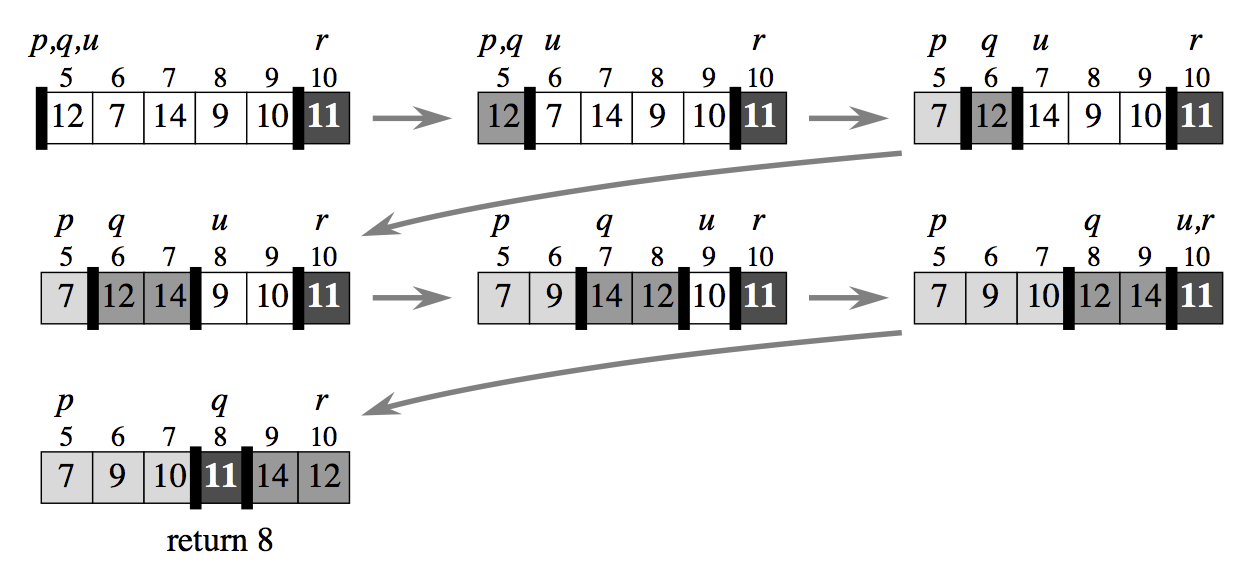 p,q,u r p,q u r p q u r
5 6 7 8 9 10 5 6 7 8 9 10 5 6 7 8 9 10
12 7 14 9 10 11 12 7 14 9 10 11 7 12 14 9 10 11
p q u r p q u r p q u,r
5 6 7 8 9 10 5 6 7 8 9 10 5 6 7 8 9 10
7 12 14 9 10 11 7 9 14 12 10 11 7 9 10 12 14 11
p q r
5 6 7 8 9 10
7 9 10 11 14 12
return 8